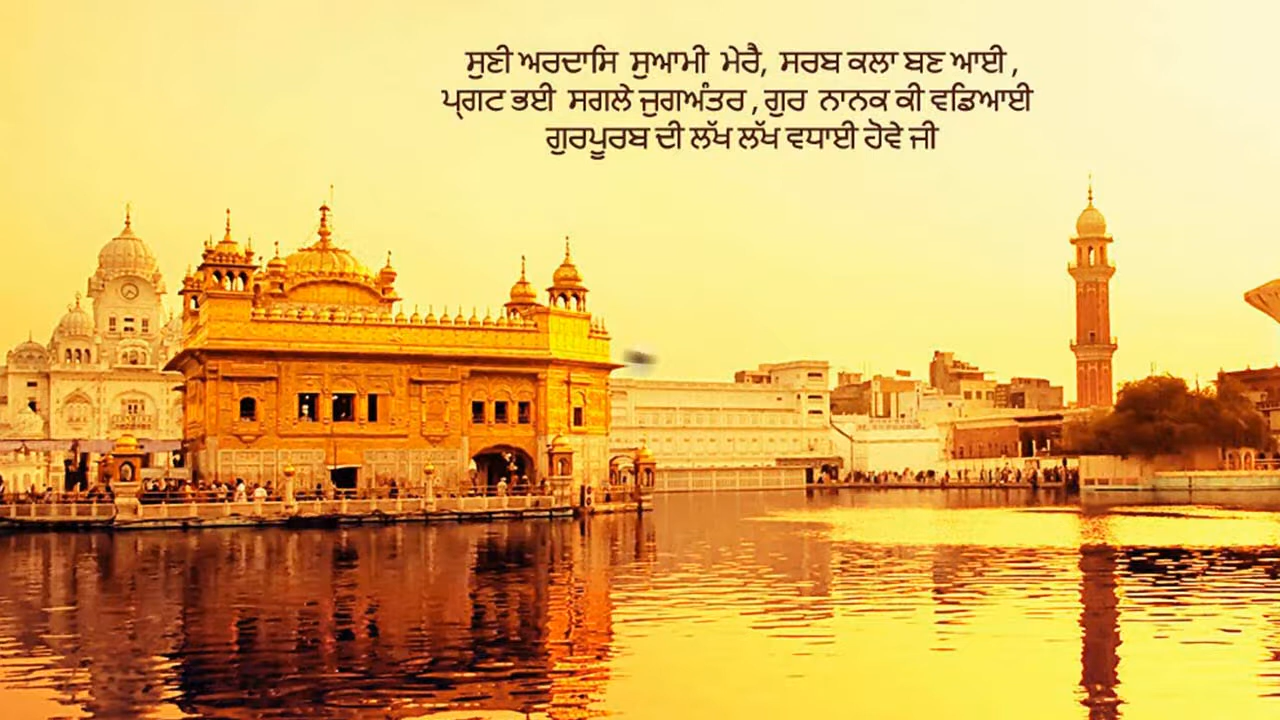 ਸੁਣੀ ਅਰਦਾਸਿ ਸੁਆਮੀ ਮੇਰੈ, ਸਰਬ ਕਲਾ ਬਣ ਆਈ ,
ਪ੍ਰਗਟ ਭਈ ਸਗਲੇ ਜੁਗਅੰਤਰ , ਗੁਰ ਨਾਨਕ ਕੀ ਵਡਿਆਈ
ਗੁਰਪੂਰਬ ਦੀ ਲੱਖ ਲੱਖ ਵਧਾਈ ਹੋਵੇ ਜੀ